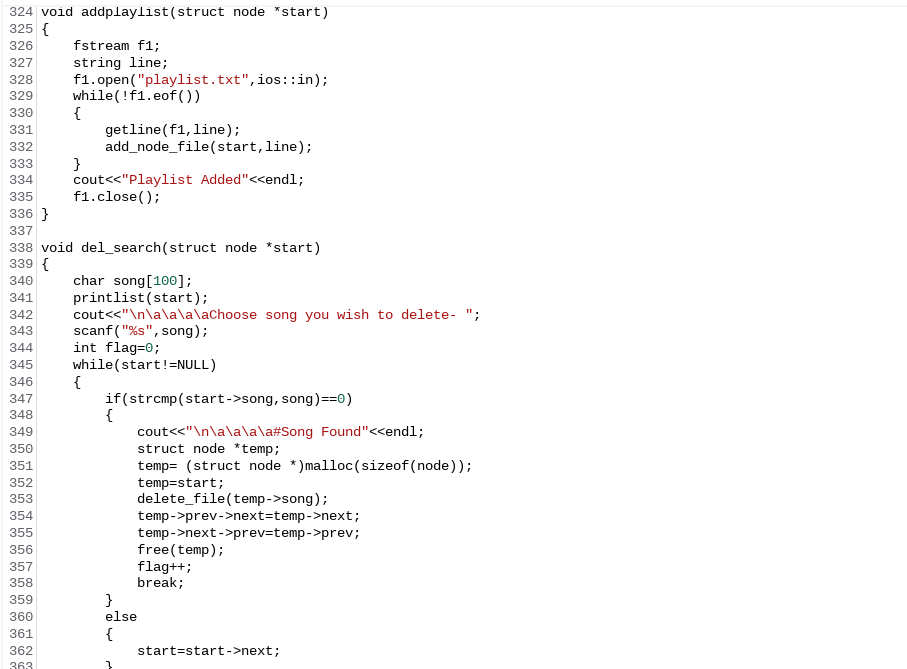 324 void addplaylist(struct node *start)
325 {
326     fstream f1;
327     string line;
328     f1.open("playlist.txt",ios::in);
329     while(!f1.eof())
330     {
331         getline(f1,line);
332         add_node_file(start,line);
333     }
334     cout<<"Playlist Added"<<endl;
335     f1.close();
336 }
337
338 void del_search(struct node *start)
339 {
340     char song[100];
341     printlist(start);
342     cout<<"\n\a\a\a\aChoose song you wish to delete- ";
343     scanf("%s",song);
344     int flag=0;
345     while(start!=NULL)
346     {
347         if(strcmp(start->song,song)==0)
348         {
349             cout<<"\n\a\a\a\a#Song Found"<<endl;
350             struct node *temp;
351             temp= (struct node *)malloc(sizeof(node));
352             temp=start;
353             delete_file(temp->song);
354             temp->prev->next=temp->next;
355             temp->next->prev=temp->prev;
356             free(temp);
357             flag++;
358             break;
359         }
360         else
361         {
362             start=start->next;
363         }